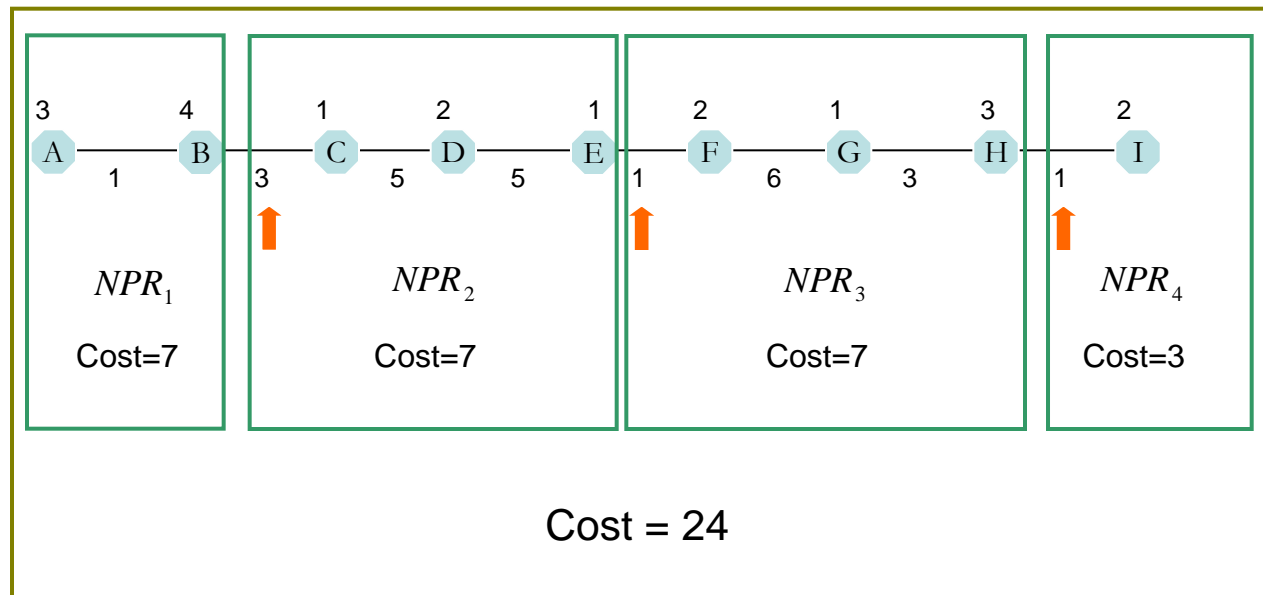 3 4 1 2 1 2 1 3 2
A B C D E F G H I
1 3 5 5 1 6 3 1
NPR1 NPR2 NPR3 NPR4
Cost=7 Cost=7 Cost=7 Cost=3
Cost = 24